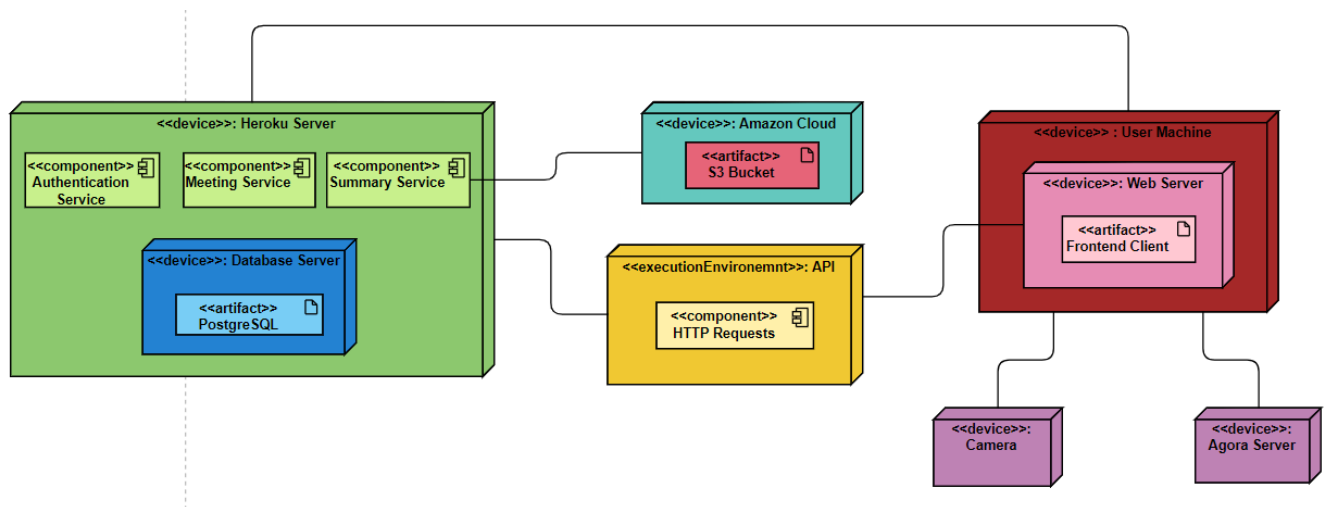 <<device>>: Heroku Server
<<component>>
Authentication
Service
<<component>>
Meeting Service
<<component>>
Summary Service
<<device>>: Database Server
<<artifact>>
PostgreSQL
<<device>>: Amazon Cloud
<<artifact>>
S3 Bucket
<<executionEnvironemnt>>: API
<<component>>
HTTP Requests
<<device>> : User Machine
<<device>>: Web Server
<<artifact>>
Frontend Client
<<device>>:
Camera
<<device>>:
Agora Server